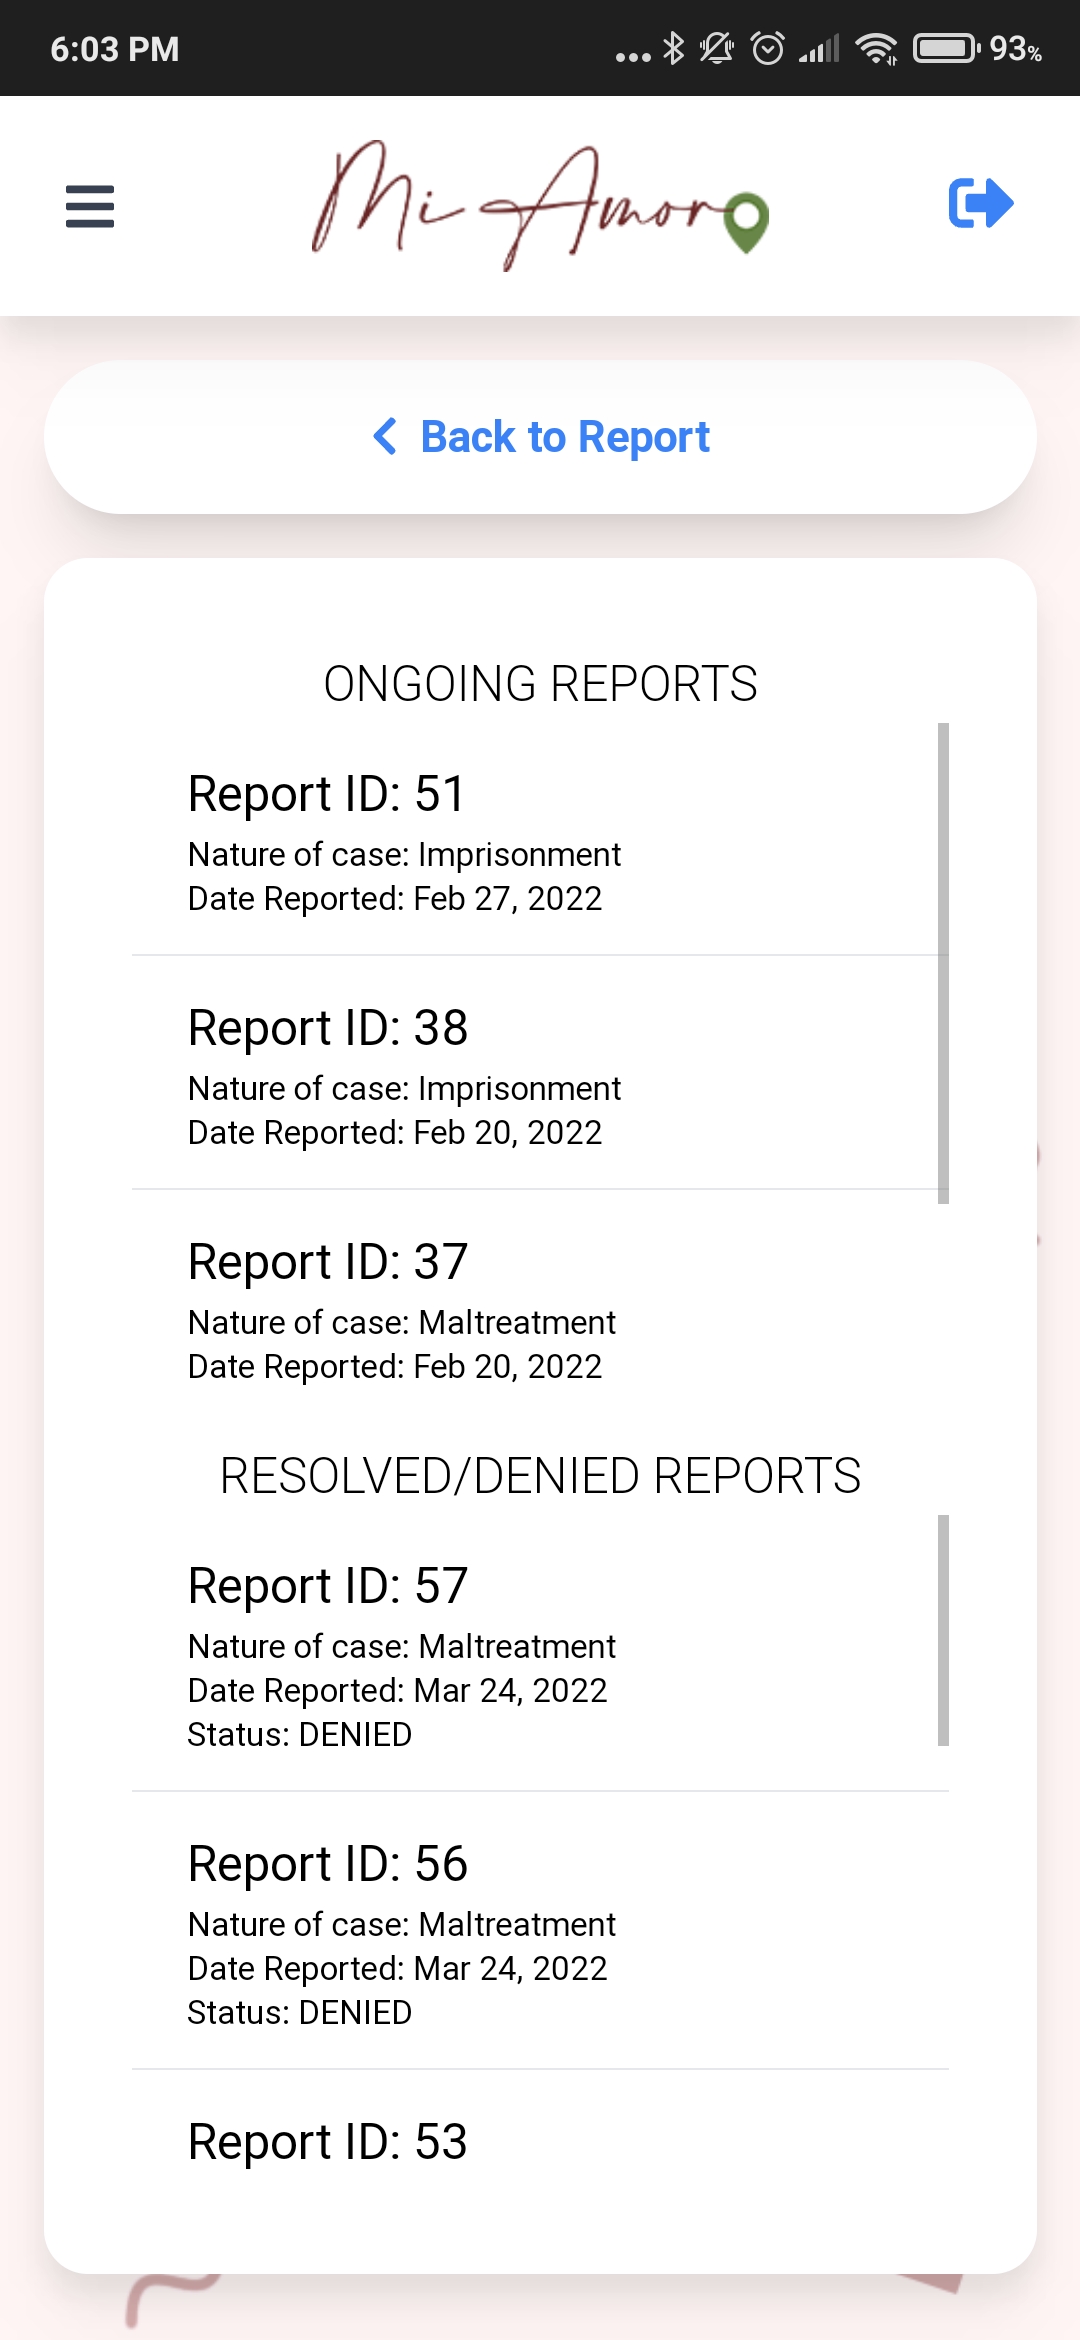 6:03 PM
93%
Mi Amor
Back to Report
ONGOING REPORTS
Report ID: 51
Nature of case: Imprisonment
Date Reported: Feb 27, 2022
Report ID: 38
Nature of case: Imprisonment
Date Reported: Feb 20, 2022
Report ID: 37
Nature of case: Maltreatment
Date Reported: Feb 20, 2022
RESOLVED/DENIED REPORTS
Report ID: 57
Nature of case: Maltreatment
Date Reported: Mar 24, 2022
Status: DENIED
Report ID: 56
Nature of case: Maltreatment
Date Reported: Mar 24, 2022
Status: DENIED
Report ID: 53